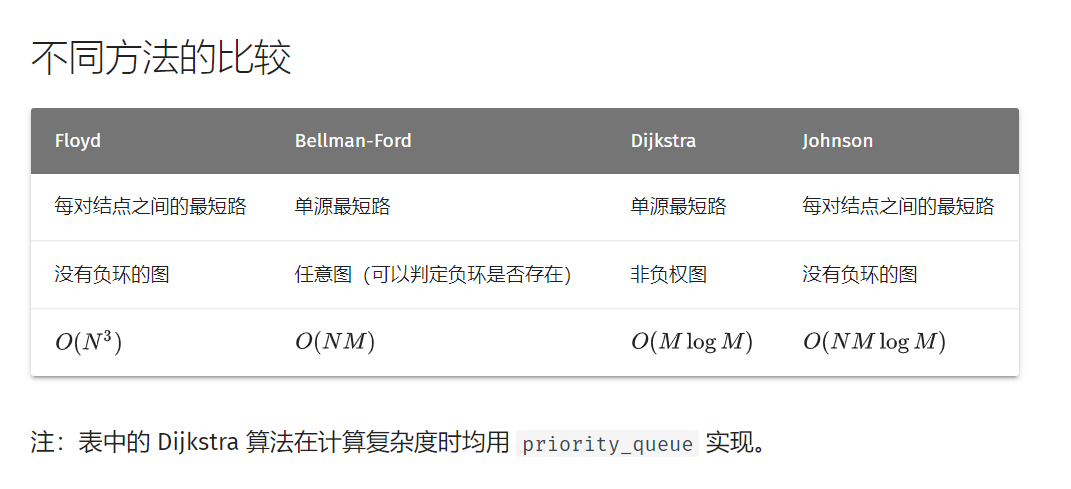 不同方法的比较
Floyd Bellman-Ford Dijkstra Johnson
每对结点之间的最短路 单源最短路 单源最短路 每对结点之间的最短路
没有负环的图 任意图（可以判定负环是否存在） 非负权图 没有负环的图
O(N³) O(NM) O(M log M) O(NM log M)
注：表中的 Dijkstra 算法在计算复杂度时均用 priority_queue 实现。